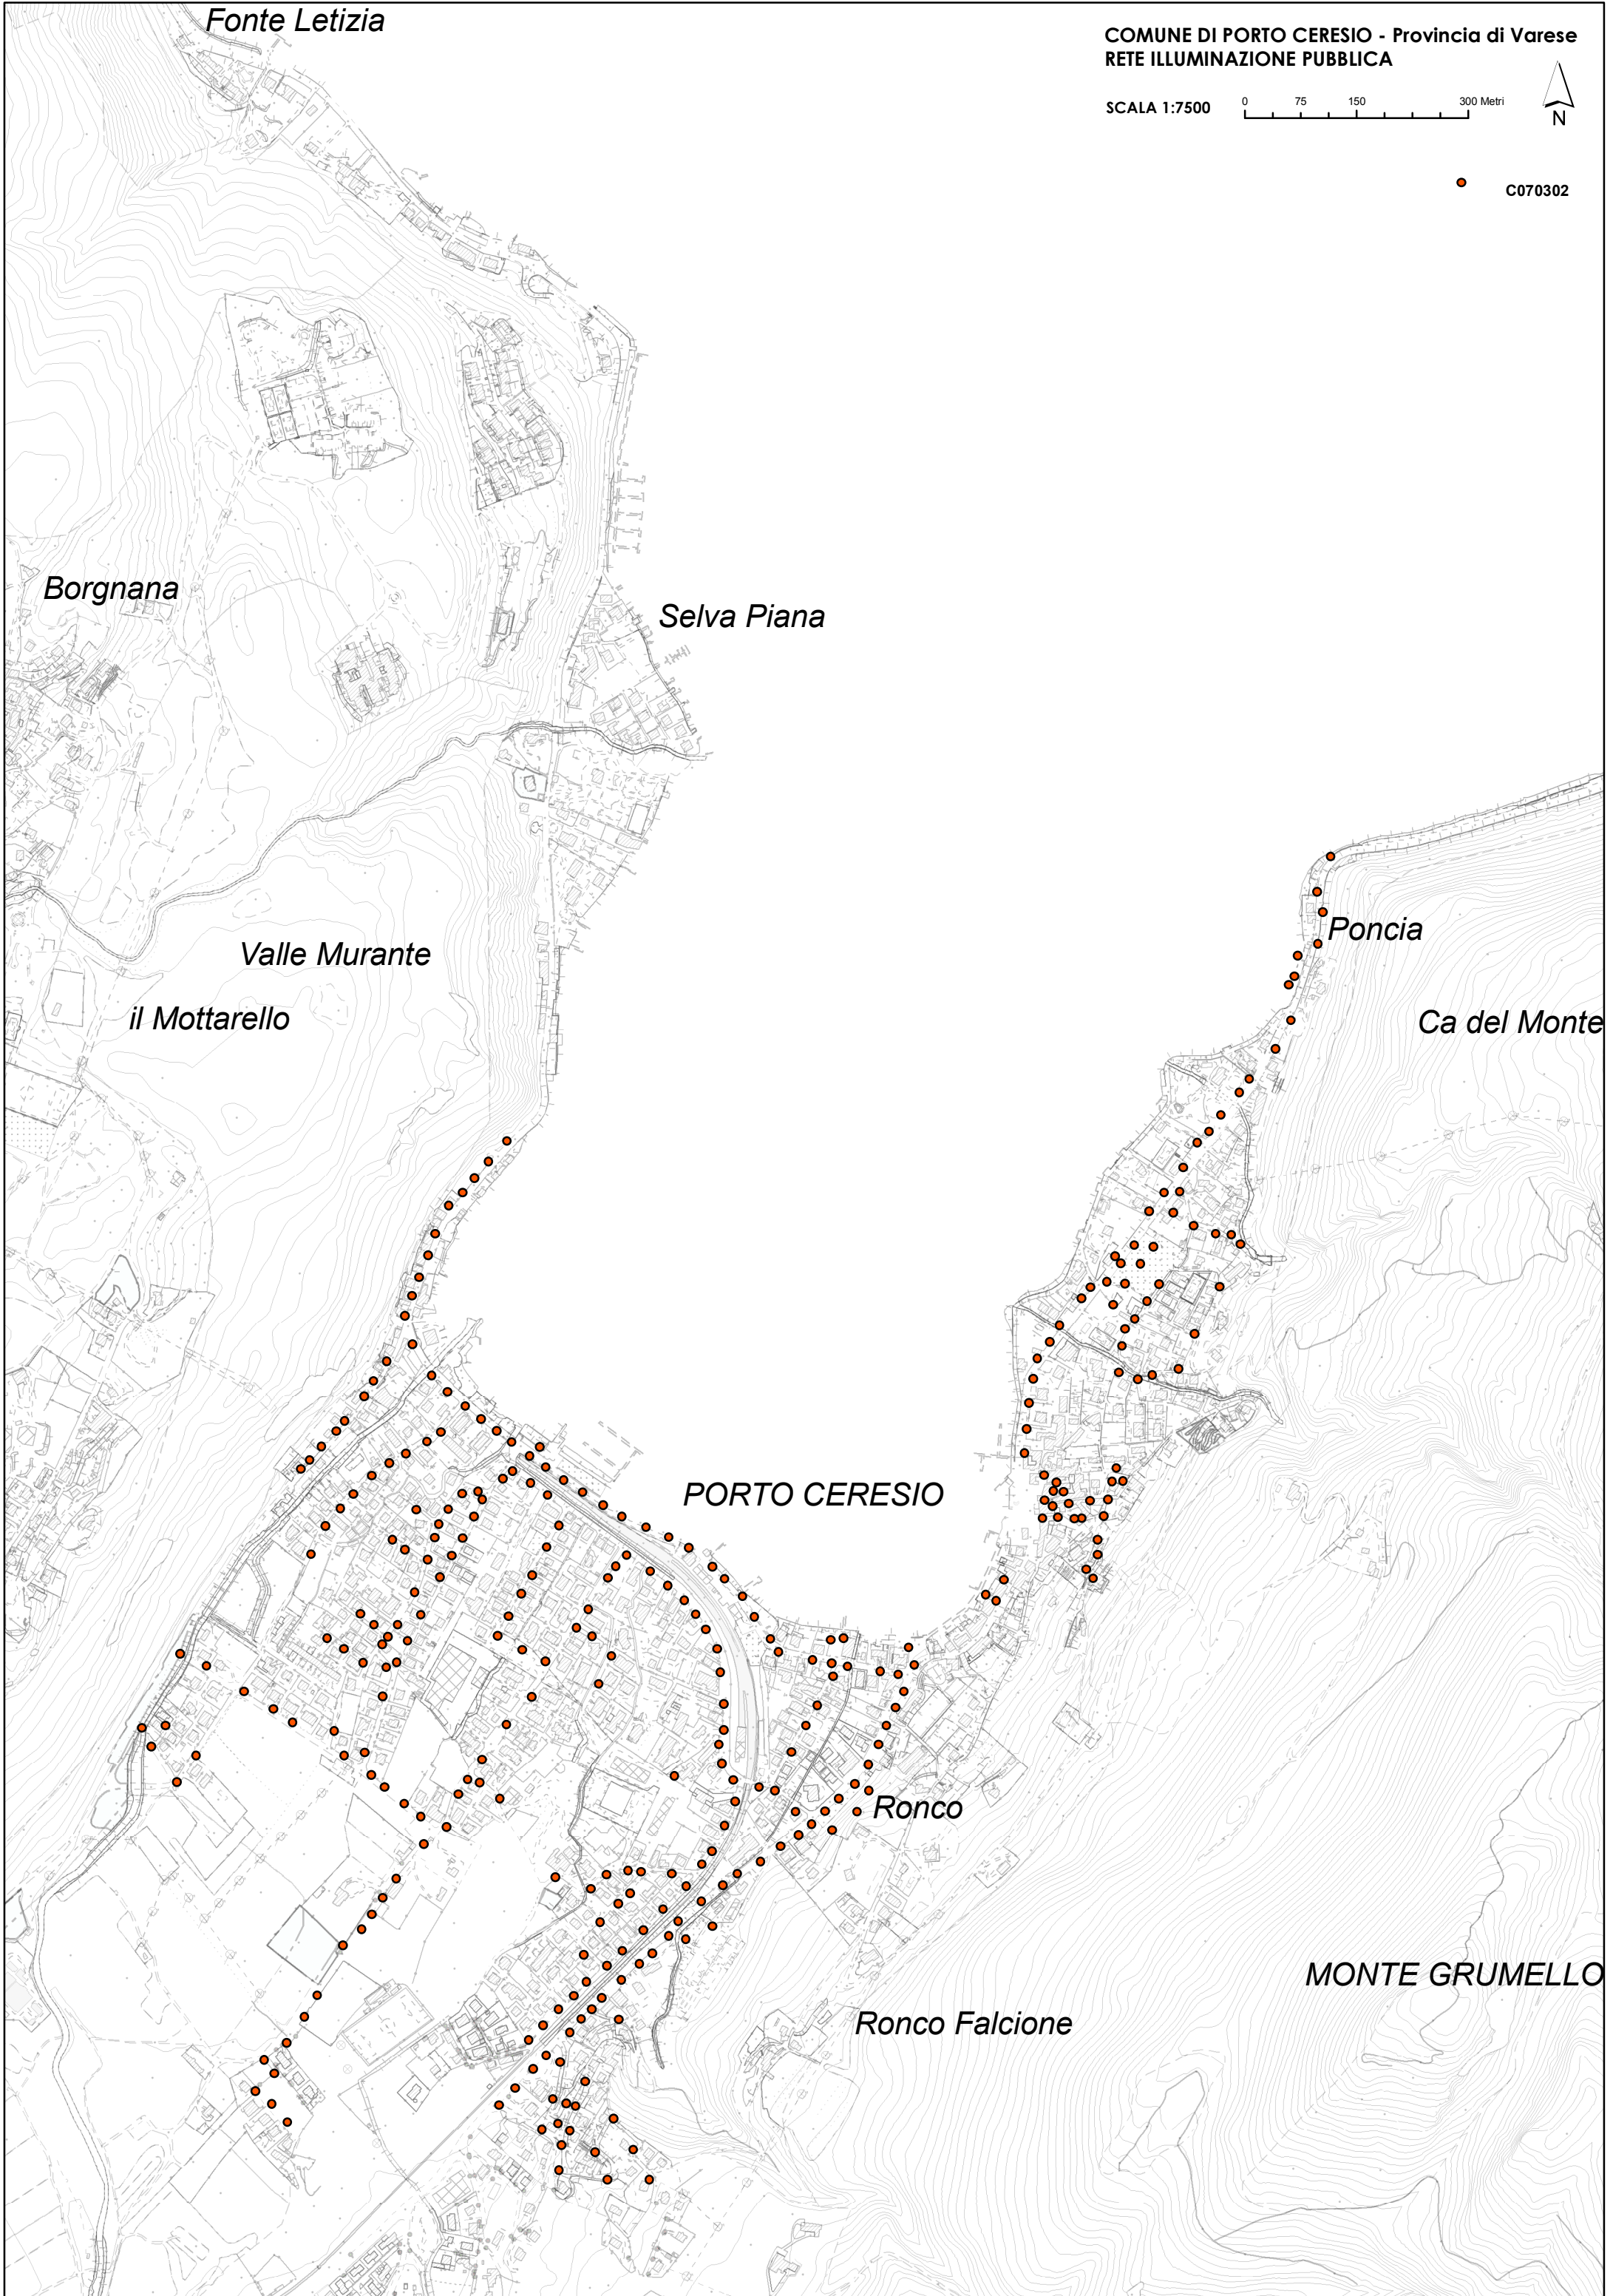 Fonte Letizia
COMUNE DI PORTO CERESIO - Provincia di Varese
RETE ILLUMINAZIONE PUBBLICA
SCALA 1:7500
0 75 150 300 Metri
N
C070302
Borgnana
Selva Piana
Poncia
Valle Murante
il Mottarello
Ca del Monte
PORTO CERESIO
Ronco
MONTE GRUMELLO
Ronco Falcione